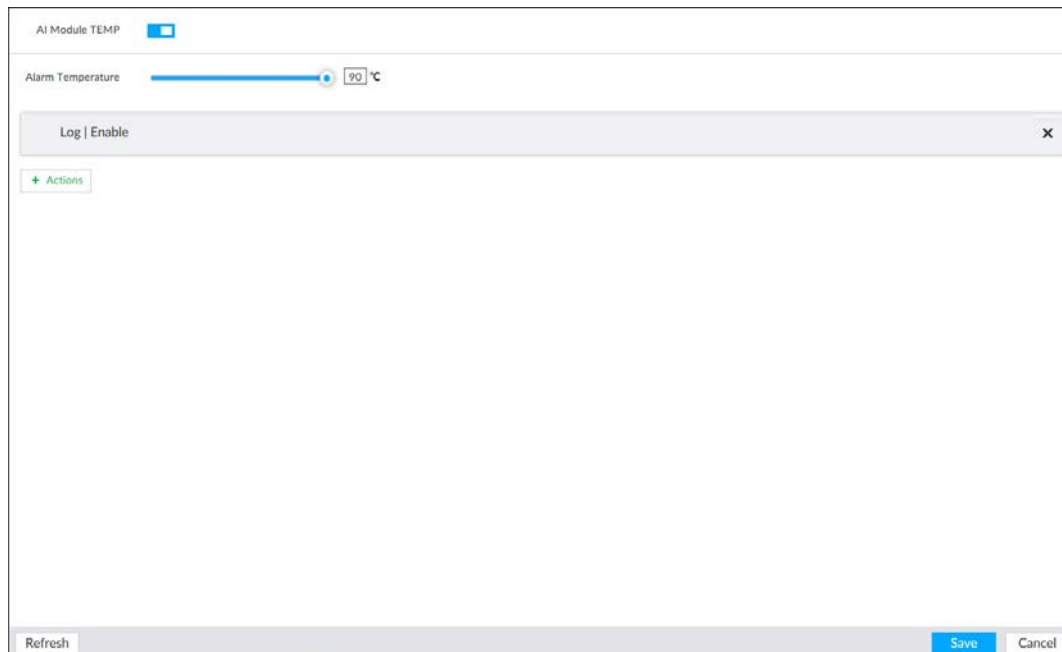 AI Module TEMP
Alarm Temperature 90 °C
Log | Enable
+ Actions
Refresh Save Cancel